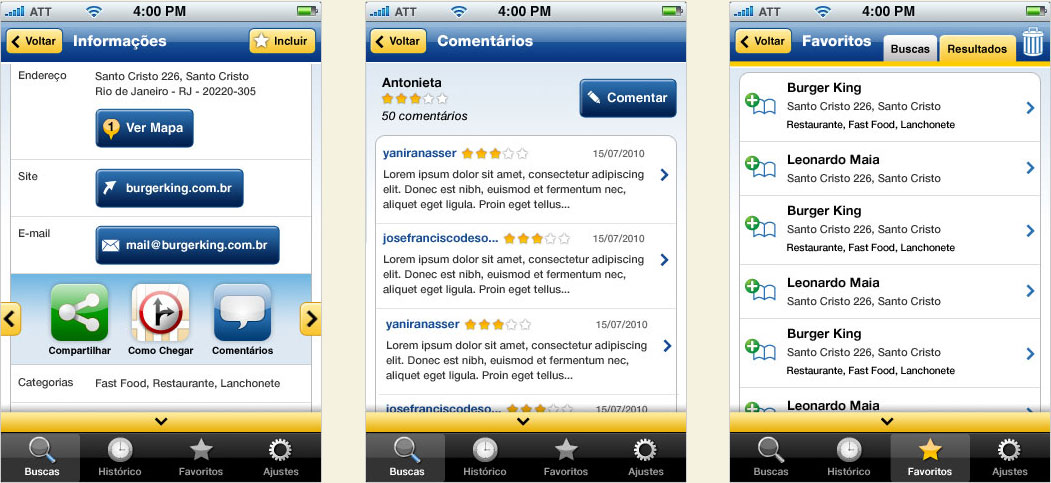 ATT 4:00 PM
Voltar Informações Incluir
Endereço
Santo Cristo 226, Santo Cristo
Rio de Janeiro - RJ - 20220-305
1 Ver Mapa
Site
burgerking.com.br
E-mail
mail@burgerking.com.br
Compartilhar Como Chegar Comentários
Categorias Fast Food, Restaurante, Lanchonete
Buscas Histórico Favoritos Ajustes
ATT 4:00 PM
Voltar Comentários
Antonieta
50 comentários
Comentar
yaniranasser 15/07/2010
Lorem ipsum dolor sit amet, consectetur adipiscing
elit. Donec est nibh, euismod et fermentum nec,
aliquet eget ligula. Proin eget tellus...
josefranciscodeso... 15/07/2010
Lorem ipsum dolor sit amet, consectetur adipiscing
elit. Donec est nibh, euismod et fermentum nec,
aliquet eget ligula. Proin eget tellus...
yaniranasser 15/07/2010
Lorem ipsum dolor sit amet, consectetur adipiscing
elit. Donec est nibh, euismod et fermentum nec,
aliquet eget ligula. Proin eget tellus...
josefranciscodeso... 15/07/2010
Buscas Histórico Favoritos Ajustes
ATT 4:00 PM
Voltar Favoritos Buscas Resultados
Burger King
Santo Cristo 226, Santo Cristo
Restaurante, Fast Food, Lanchonete
Leonardo Maia
Santo Cristo 226, Santo Cristo
Burger King
Santo Cristo 226, Santo Cristo
Restaurante, Fast Food, Lanchonete
Leonardo Maia
Santo Cristo 226, Santo Cristo
Burger King
Santo Cristo 226, Santo Cristo
Restaurante, Fast Food, Lanchonete
Leonardo Maia
Buscas Histórico Favoritos Ajustes